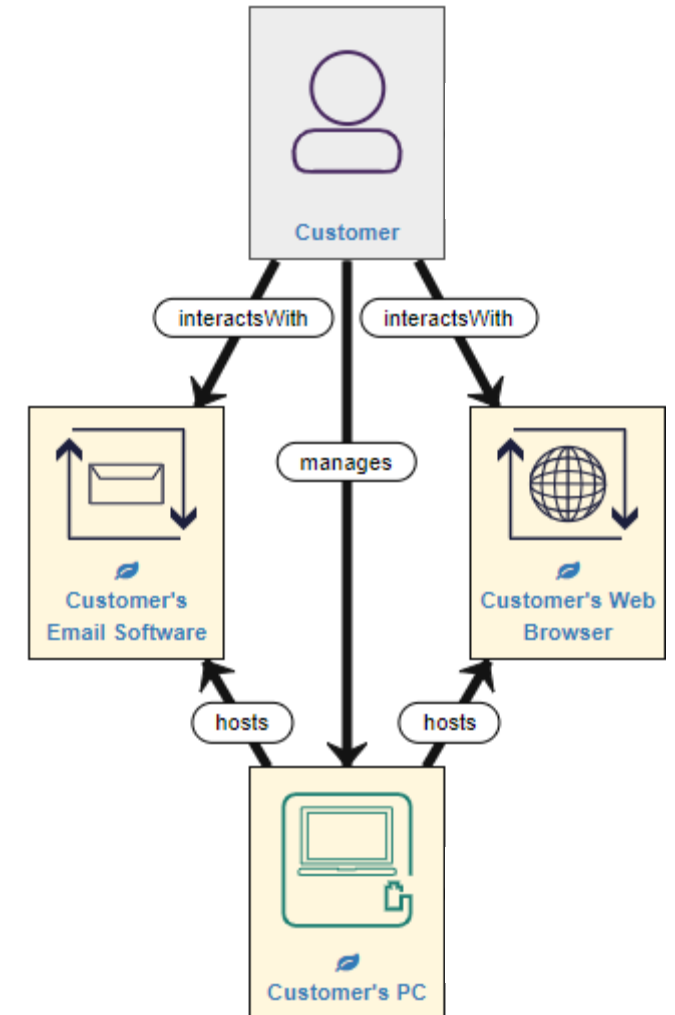 Customer
interactsWith
interactsWith
manages
Customer's
Email Software
Customer's Web
Browser
hosts
hosts
Customer's PC